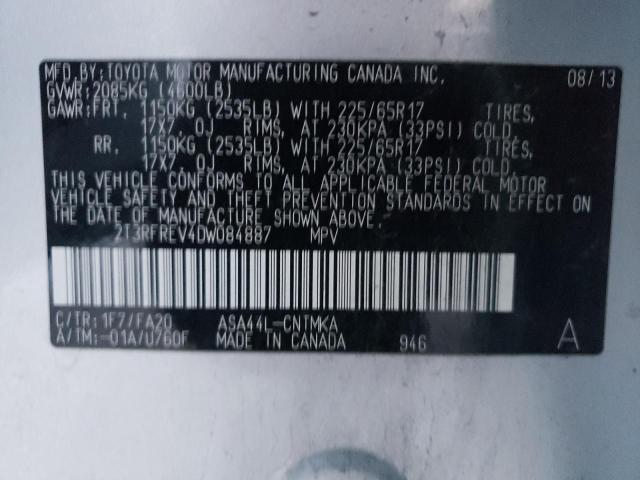 MFD.BY:TOYOTA MOTOR MANUFACTURING CANADA INC. 08/13
GVWR:2085KG (4600LB)
GAWR:FRT. 1150KG (2535LB) WITH 225/65R17 TIRES,
17X7. 0J RIMS, AT 230KPA (33PSI) COLD.
RR. 1150KG (2535LB) WITH 225/65R17 TIRES,
17X7. 0J RIMS, AT 230KPA (33PSI) COLD.
THIS VEHICLE CONFORMS TO ALL APPLICABLE FEDERAL MOTOR
VEHICLE SAFETY AND THEFT PREVENTION STANDARDS IN EFFECT ON
THE DATE OF MANUFACTURE SHOWN ABOVE.
2T3RFREV4DW084887 MPV
C/TR:1F7/FA20 ASA44L-CNTMKA
A/TM:-01A/U760F MADE IN CANADA 946 A